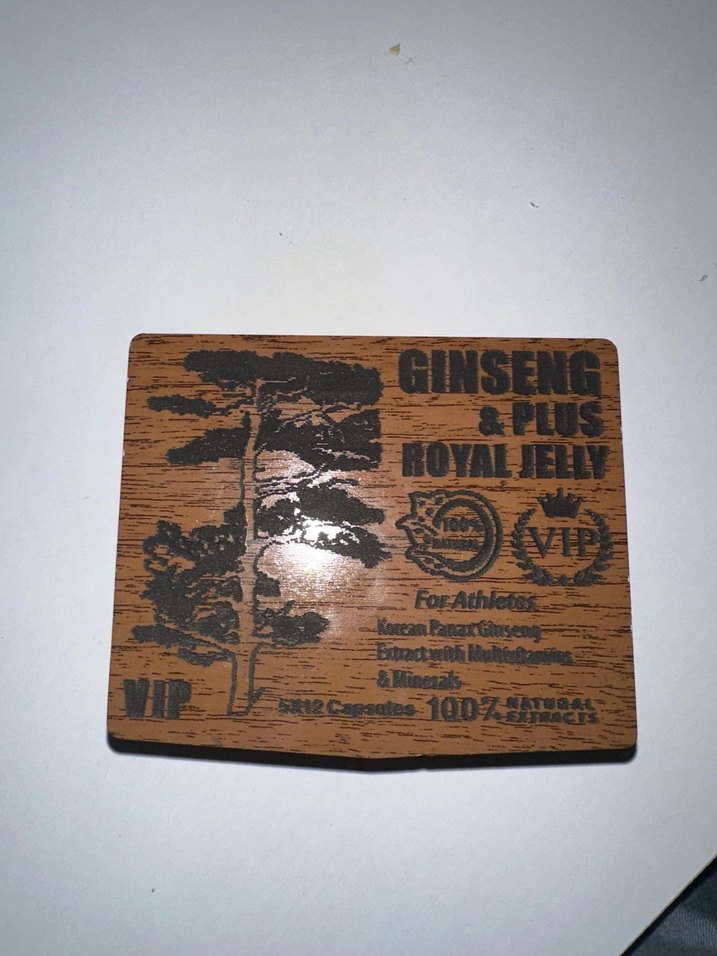 GINSENG
& PLUS
ROYAL JELLY
100%
VIP
For Athletes
Korean Panax Ginseng
Extract with Multivitamins
& Minerals
VIP
5X12 Capsules
100% NATURAL
EXTRACTS